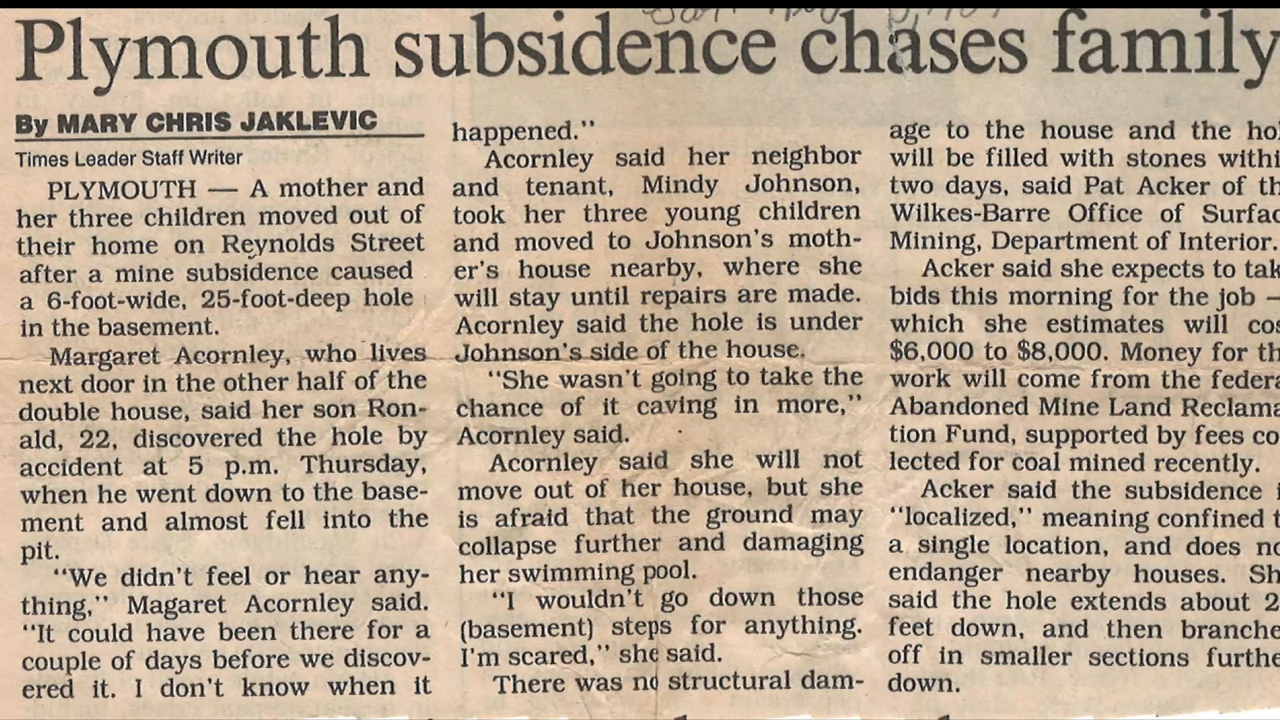 Plymouth subsidence chases family
By MARY CHRIS JAKLEVIC
Times Leader Staff Writer
PLYMOUTH — A mother and
her three children moved out of
their home on Reynolds Street
after a mine subsidence caused
a 6-foot-wide, 25-foot-deep hole
in the basement.
Margaret Acornley, who lives
next door in the other half of the
double house, said her son Ron-
ald, 22, discovered the hole by
accident at 5 p.m. Thursday,
when he went down to the base-
ment and almost fell into the
pit.
"We didn't feel or hear any-
thing," Magaret Acornley said.
"It could have been there for a
couple of days before we discov-
ered it. I don't know when it
happened."
Acornley said her neighbor
and tenant, Mindy Johnson,
took her three young children
and moved to Johnson's moth-
er's house nearby, where she
will stay until repairs are made.
Acornley said the hole is under
Johnson's side of the house.
"She wasn't going to take the
chance of it caving in more,"
Acornley said.
Acornley said she will not
move out of her house, but she
is afraid that the ground may
collapse further and damaging
her swimming pool.
"I wouldn't go down those
(basement) steps for anything.
I'm scared," she said.
There was no structural dam-
age to the house and the
will be filled with stones
two days, said Pat Acker of
Wilkes-Barre Office of
Mining, Department of Interior.
Acker said she expects to
bids this morning for the job —
which she estimates will
$6,000 to $8,000. Money for
work will come from the
Abandoned Mine Land
tion Fund, supported by fees
lected for coal mined recently.
Acker said the subsidence
"localized," meaning confined
a single location, and does
endanger nearby houses.
said the hole extends about
feet down, and then
off in smaller sections
down.